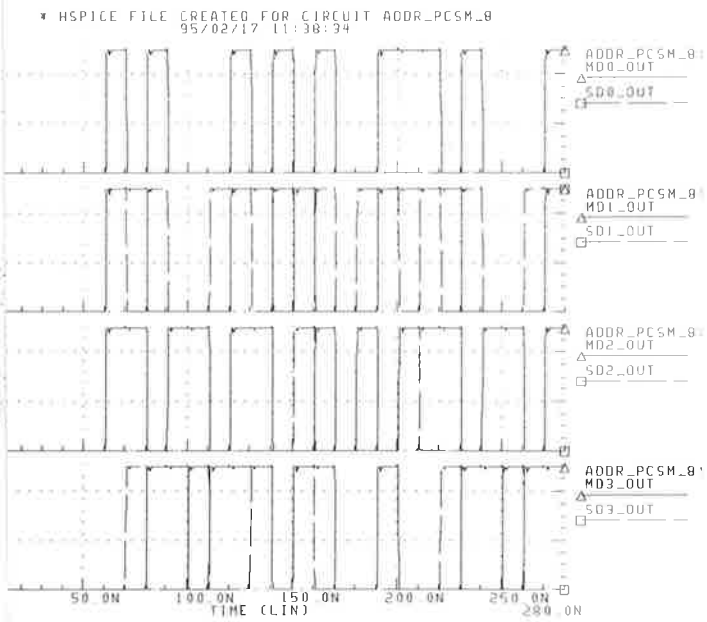 * HSPICE FILE CREATED FOR CIRCUIT ADDR_PCSM_8
95/02/17 11:38:34
ADDR_PCSM_8
MD0_OUT
SD0_OUT
ADDR_PCSM_8
MD1_OUT
SD1_OUT
ADDR_PCSM_8
MD2_OUT
SD2_OUT
ADDR_PCSM_8
MD3_OUT
SD3_OUT
50.0N 100.0N 150.0N 200.0N 250.0N
TIME (LIN) 280.0N